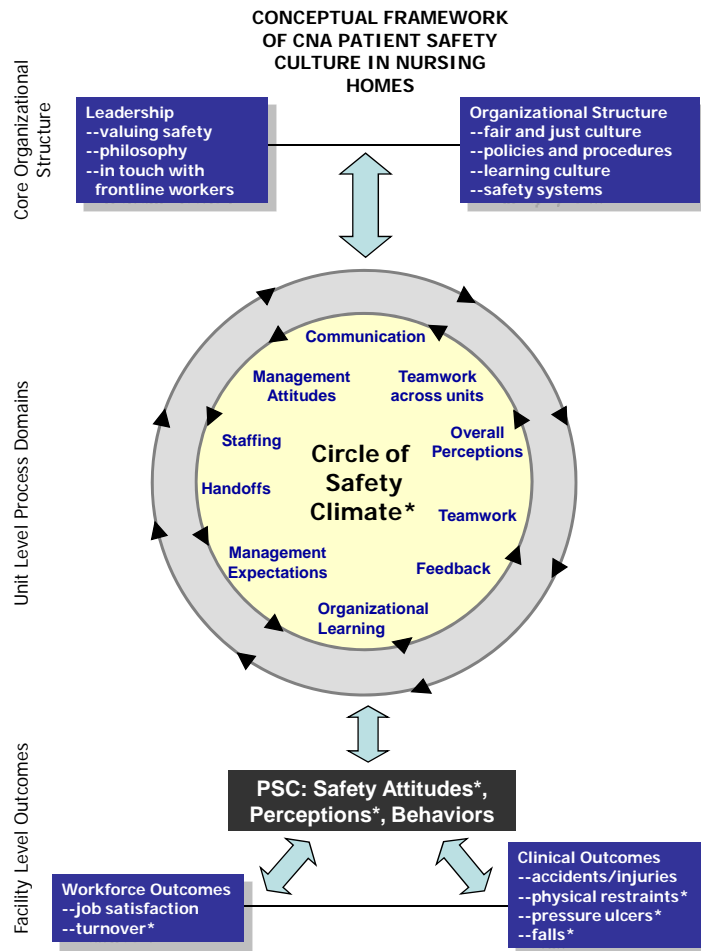 CONCEPTUAL FRAMEWORK
OF CNA PATIENT SAFETY
CULTURE IN NURSING
HOMES
Core Organizational
Structure
Leadership
--valuing safety
--philosophy
--in touch with
frontline workers
Organizational Structure
--fair and just culture
--policies and procedures
--learning culture
--safety systems
Unit Level Process Domains
Communication
Management
Attitudes
Teamwork
across units
Staffing
Overall
Perceptions
Circle of
Safety
Climate*
Handoffs
Teamwork
Management
Expectations
Feedback
Organizational
Learning
Facility Level Outcomes
PSC: Safety Attitudes*,
Perceptions*, Behaviors
Workforce Outcomes
--job satisfaction
--turnover*
Clinical Outcomes
--accidents/injuries
--physical restraints*
--pressure ulcers*
--falls*